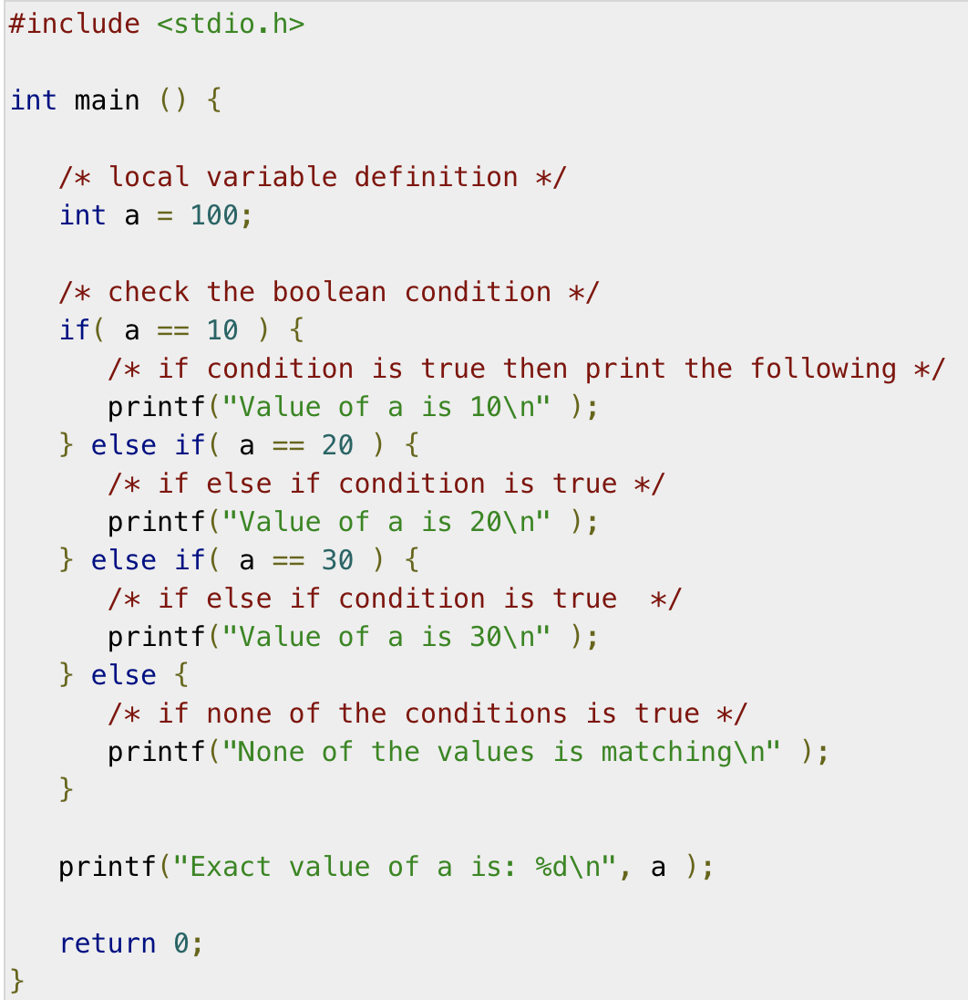 #include <stdio.h>

int main () {

   /* local variable definition */
   int a = 100;

   /* check the boolean condition */
   if( a == 10 ) {
      /* if condition is true then print the following */
      printf("Value of a is 10\n" );
   } else if( a == 20 ) {
      /* if else if condition is true */
      printf("Value of a is 20\n" );
   } else if( a == 30 ) {
      /* if else if condition is true  */
      printf("Value of a is 30\n" );
   } else {
      /* if none of the conditions is true */
      printf("None of the values is matching\n" );
   }

   printf("Exact value of a is: %d\n", a );

   return 0;
}